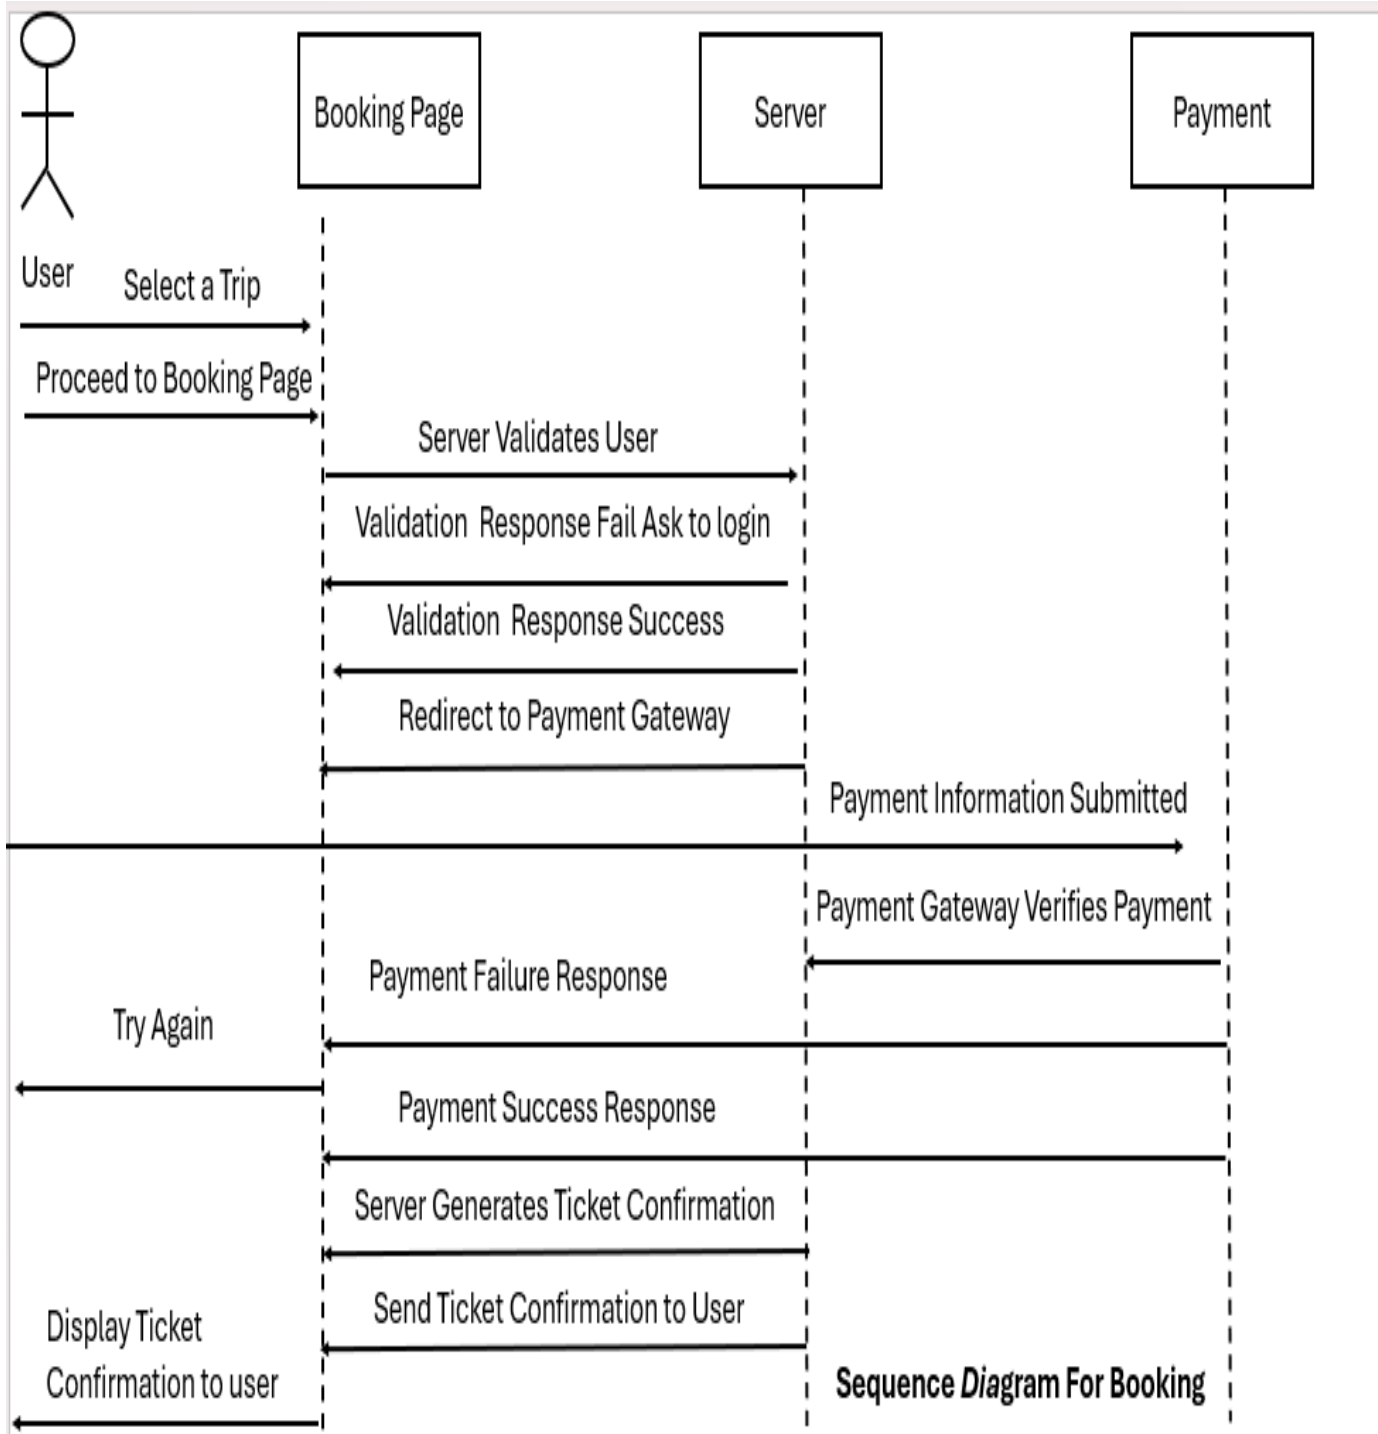 Booking Page
Server
Payment
User
Select a Trip
Proceed to Booking Page
Server Validates User
Validation  Response Fail Ask to login
Validation  Response Success
Redirect to Payment Gateway
Payment Information Submitted
Payment Gateway Verifies Payment
Payment Failure Response
Try Again
Payment Success Response
Server Generates Ticket Confirmation
Send Ticket Confirmation to User
Display Ticket
Confirmation to user
Sequence Diagram For Booking